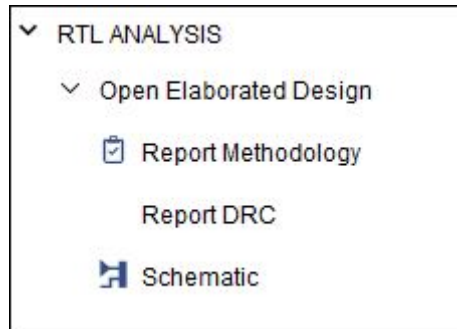 RTL ANALYSIS
Open Elaborated Design
Report Methodology
Report DRC
Schematic